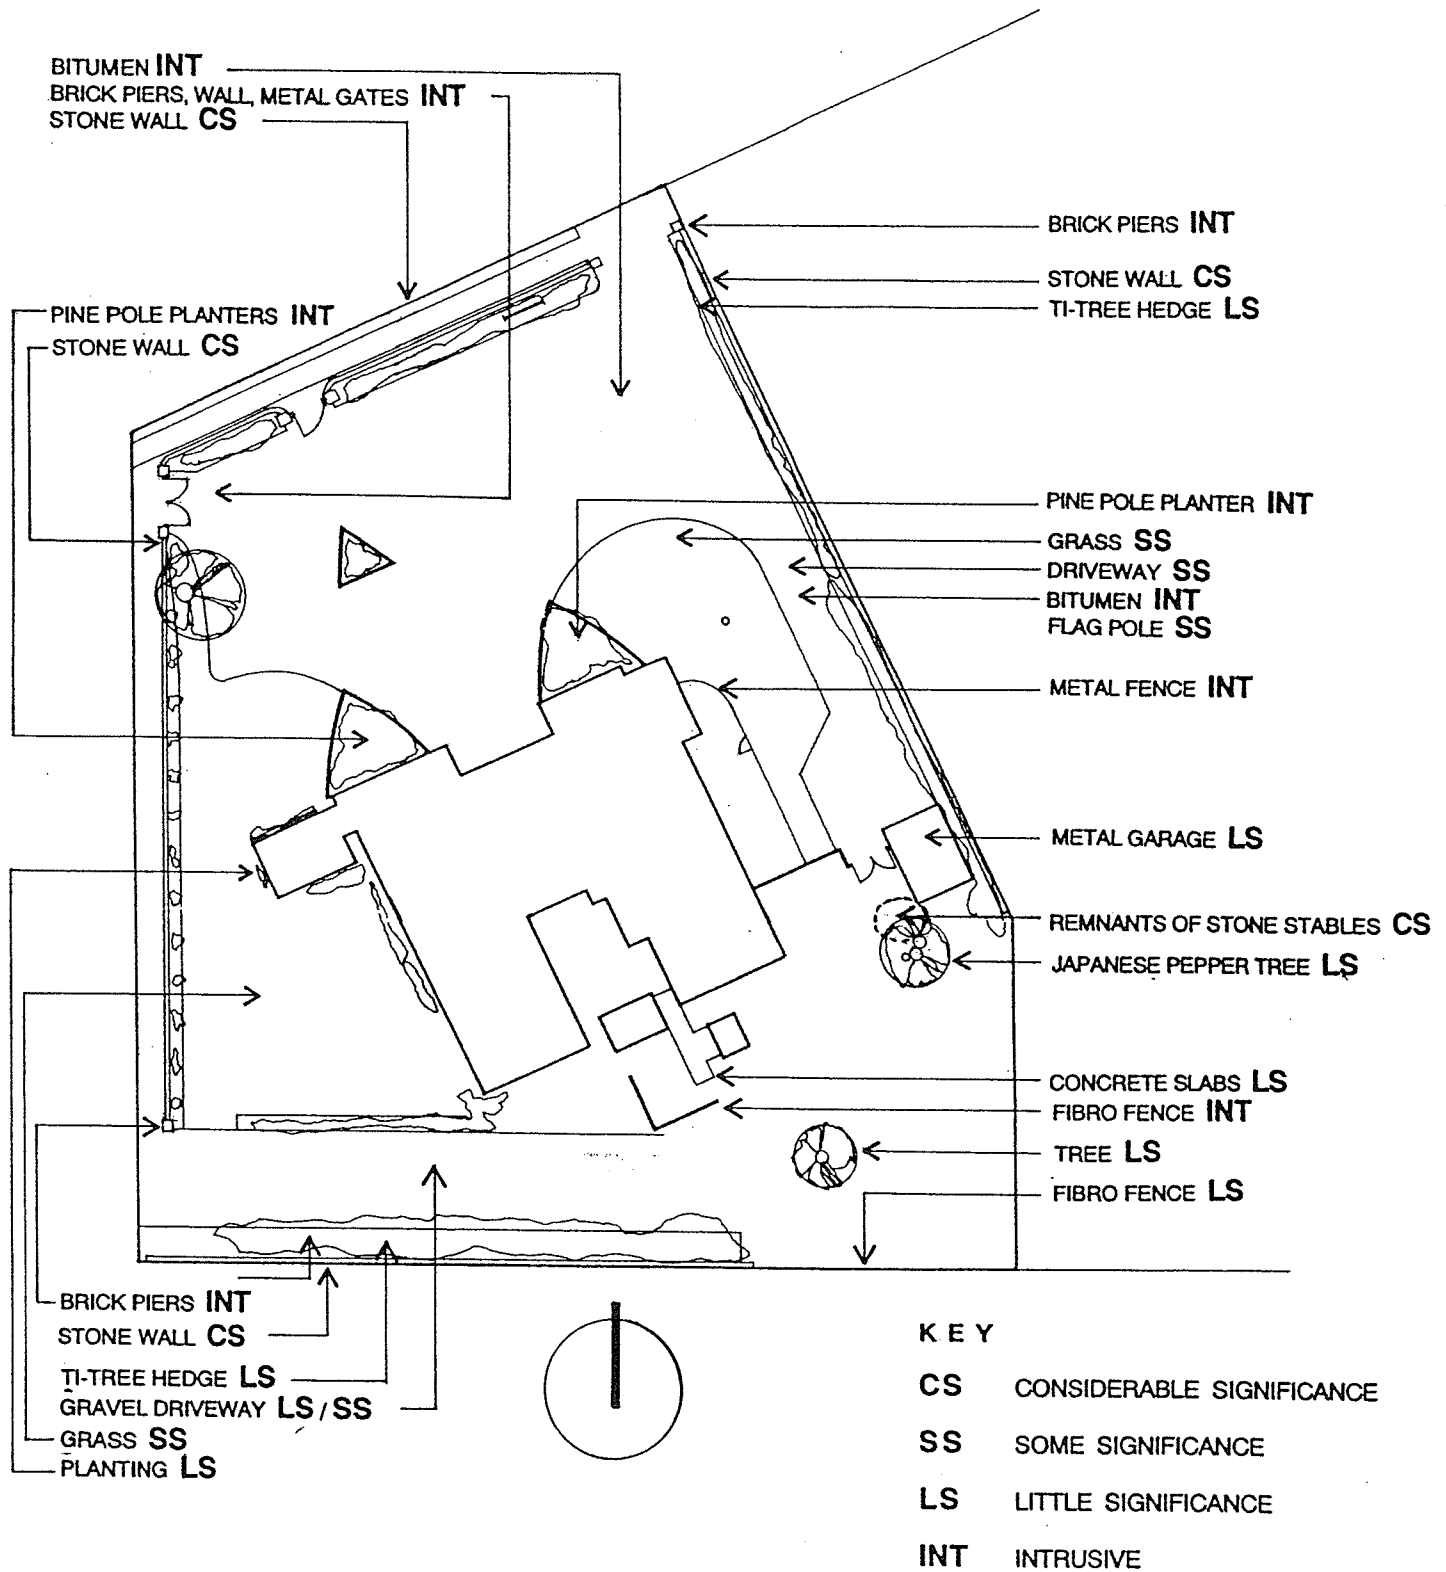 BITUMEN INT
BRICK PIERS, WALL, METAL GATES INT
STONE WALL CS
BRICK PIERS INT
STONE WALL CS
TI-TREE HEDGE LS
PINE POLE PLANTERS INT
STONE WALL CS
PINE POLE PLANTER INT
GRASS SS
DRIVEWAY SS
BITUMEN INT
FLAG POLE SS
METAL FENCE INT
METAL GARAGE LS
REMNANTS OF STONE STABLES CS
JAPANESE PEPPER TREE LS
CONCRETE SLABS LS
FIBRO FENCE INT
TREE LS
FIBRO FENCE LS
BRICK PIERS INT
STONE WALL CS
TI-TREE HEDGE LS
GRAVEL DRIVEWAY LS / SS
GRASS SS
PLANTING LS
KEY
CS CONSIDERABLE SIGNIFICANCE
SS SOME SIGNIFICANCE
LS LITTLE SIGNIFICANCE
INT INTRUSIVE